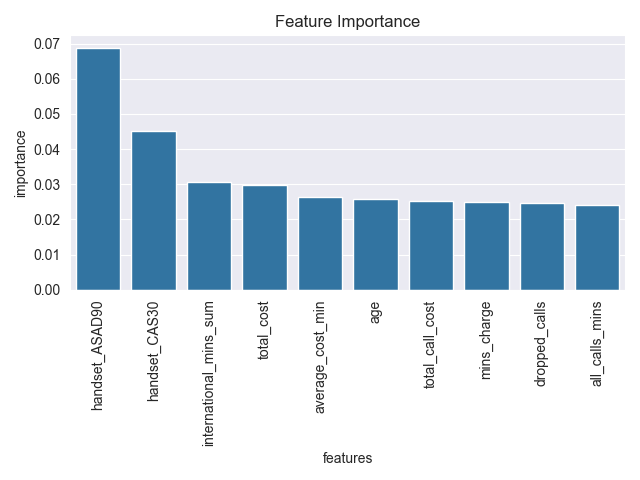 Feature Importance
0.07
0.06
0.05
0.04
0.03
0.02
0.01
0.00
importance
handset_ASAD90
handset_CAS30
international_mins_sum
total_cost
average_cost_min
age
total_call_cost
mins_charge
dropped_calls
all_calls_mins
features